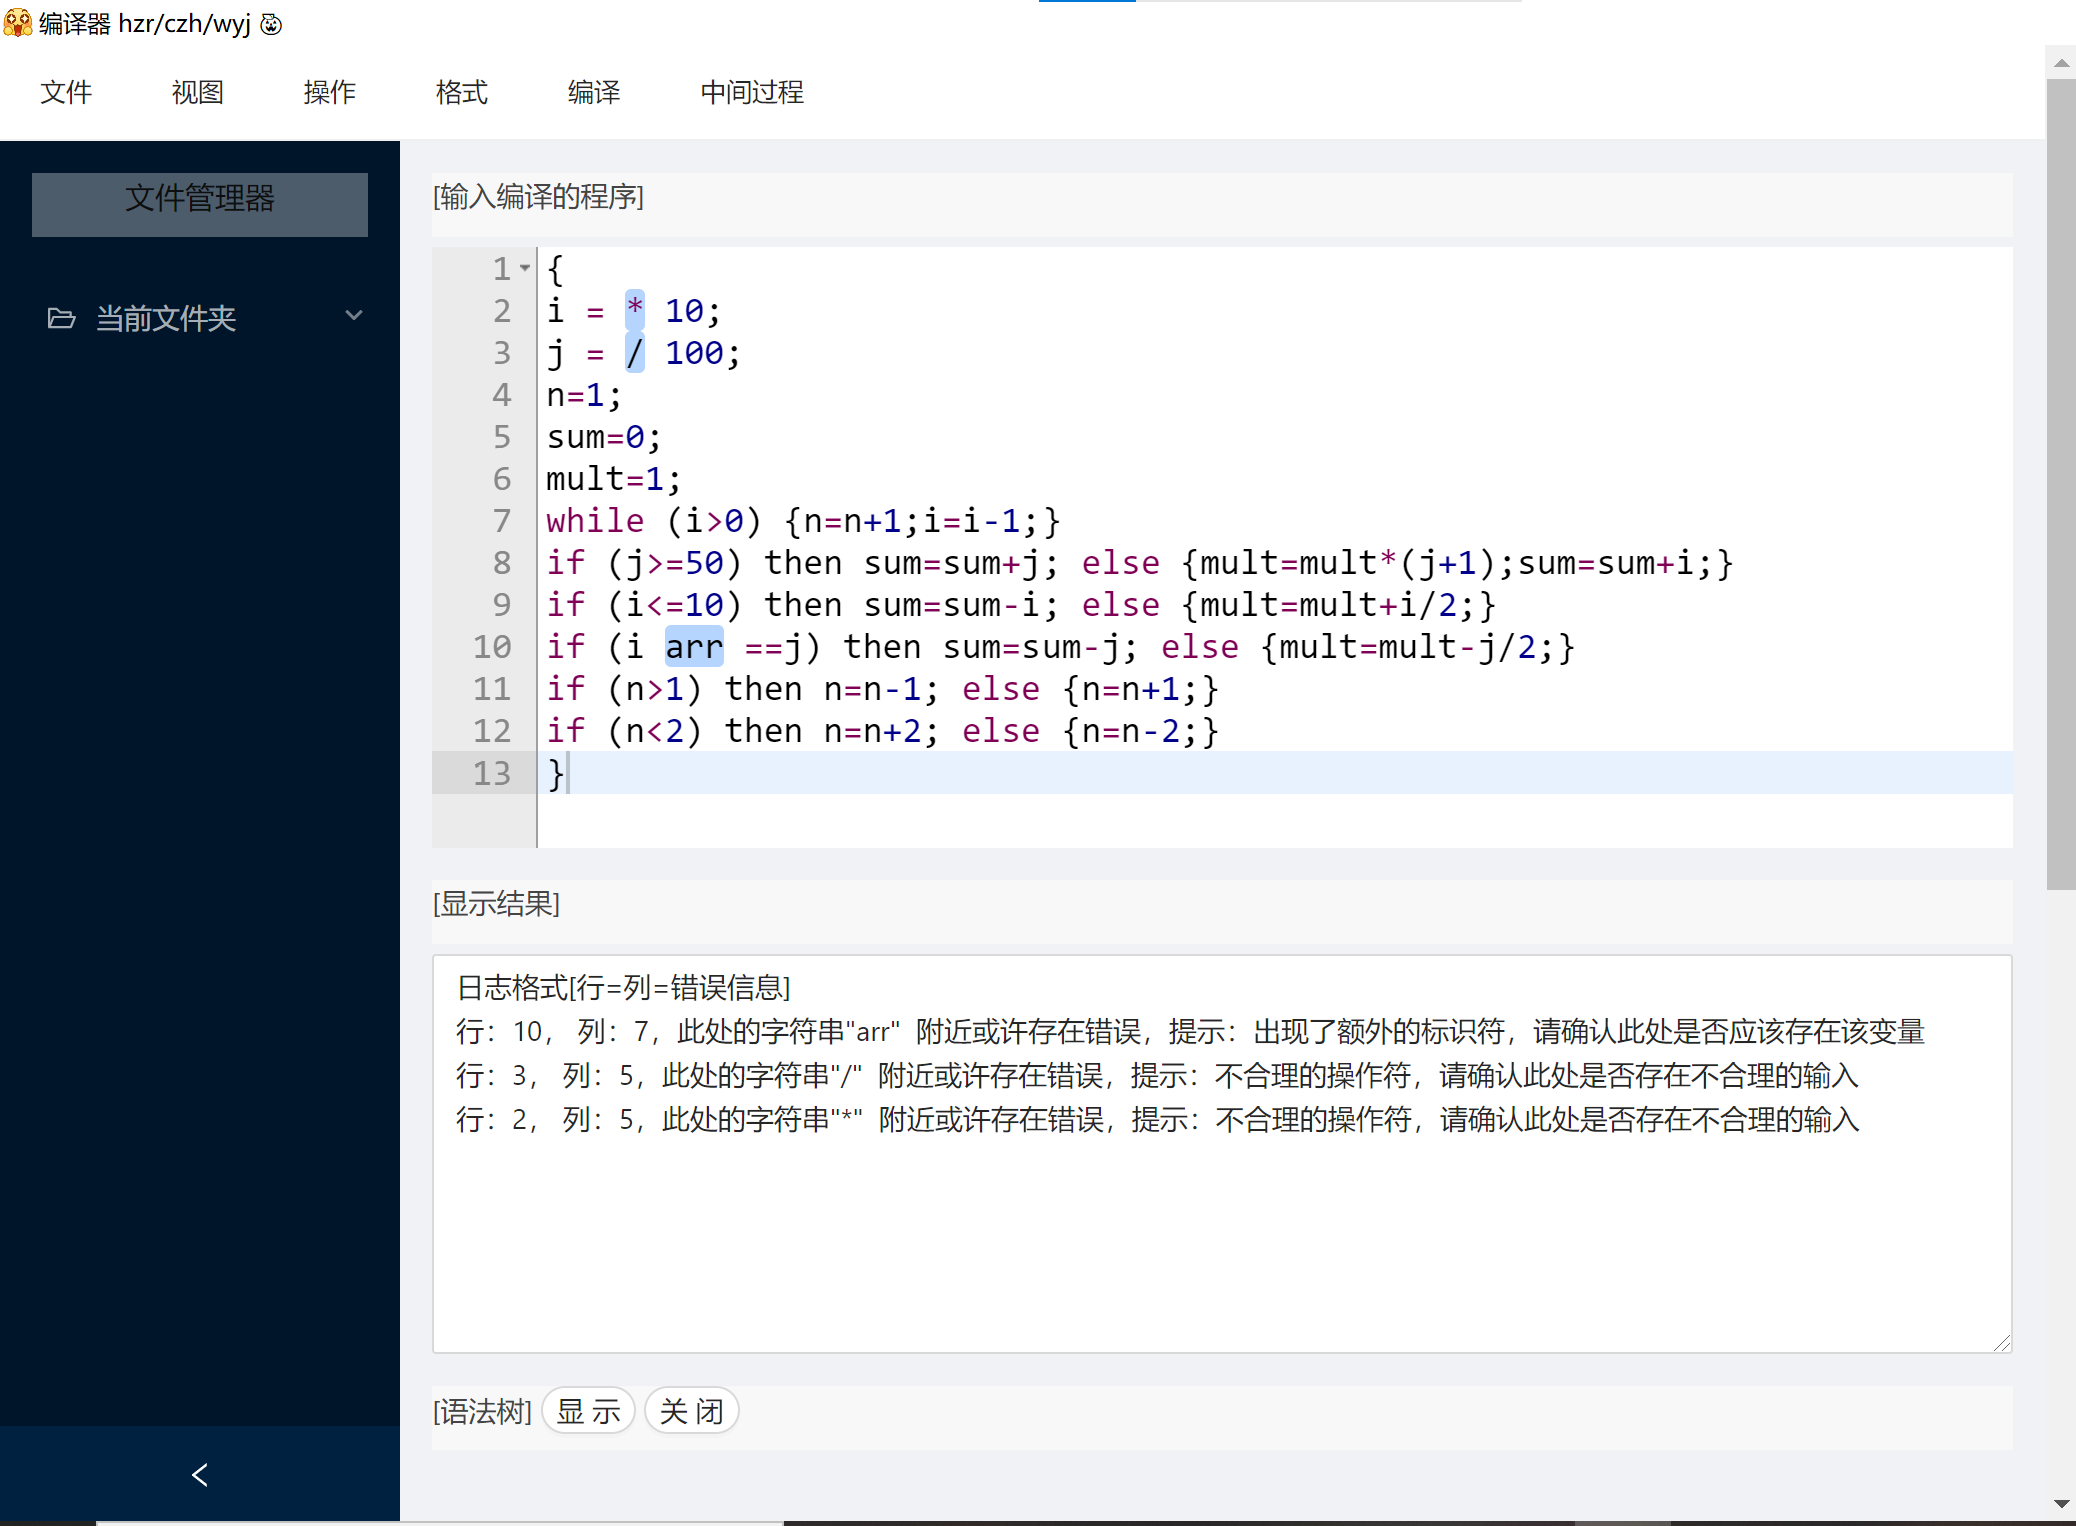 编译器 hzr/czh/wyj
文件 视图 操作 格式 编译 中间过程
文件管理器
当前文件夹
[输入编译的程序]
1 {
2 i = * 10;
3 j = / 100;
4 n=1;
5 sum=0;
6 mult=1;
7 while (i>0) {n=n+1;i=i-1;}
8 if (j>=50) then sum=sum+j; else {mult=mult*(j+1);sum=sum+i;}
9 if (i<=10) then sum=sum-i; else {mult=mult+i/2;}
10 if (i arr ==j) then sum=sum-j; else {mult=mult-j/2;}
11 if (n>1) then n=n-1; else {n=n+1;}
12 if (n<2) then n=n+2; else {n=n-2;}
13 }
[显示结果]
日志格式[行=列=错误信息]
行：10， 列：7，此处的字符串"arr" 附近或许存在错误，提示：出现了额外的标识符，请确认此处是否应该存在该变量
行：3， 列：5，此处的字符串"/" 附近或许存在错误，提示：不合理的操作符，请确认此处是否存在不合理的输入
行：2， 列：5，此处的字符串"*" 附近或许存在错误，提示：不合理的操作符，请确认此处是否存在不合理的输入
[语法树] 显 示 关 闭